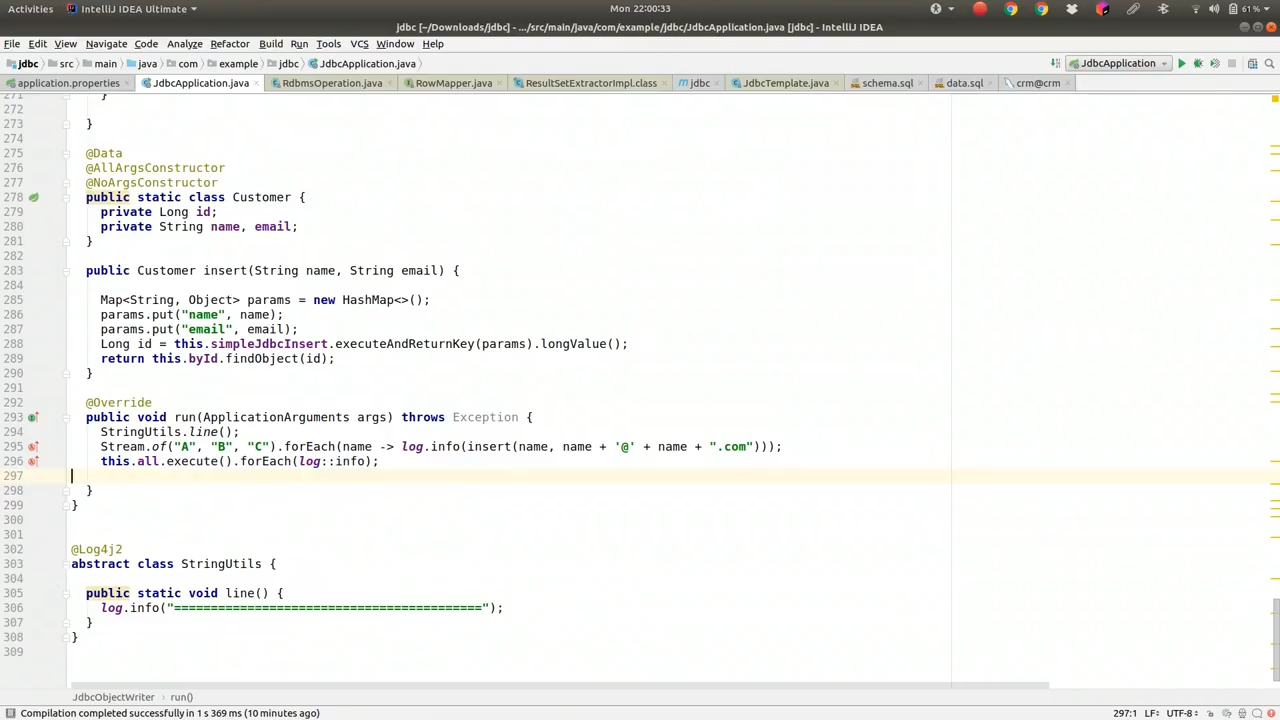 Activities IntelliJ IDEA Ultimate Mon 22:00:33 61%
jdbc [~/Downloads/jdbc] - .../src/main/java/com/example/jdbc/JdbcApplication.java [jdbc] - IntelliJ IDEA
File Edit View Navigate Code Analyze Refactor Build Run Tools VCS Window Help
jdbc src main java com example jdbc JdbcApplication.java JdbcApplication
application.properties JdbcApplication.java RdbmsOperation.java RowMapper.java ResultSetExtractorImpl.class jdbc JdbcTemplate.java schema.sql data.sql crm@crm
271 }
272
273 }
274
275 @Data
276 @AllArgsConstructor
277 @NoArgsConstructor
278 public static class Customer {
279 private Long id;
280 private String name, email;
281 }
282
283 public Customer insert(String name, String email) {
284
285 Map<String, Object> params = new HashMap<>();
286 params.put("name", name);
287 params.put("email", email);
288 Long id = this.simpleJdbcInsert.executeAndReturnKey(params).longValue();
289 return this.byId.findObject(id);
290 }
291
292 @Override
293 public void run(ApplicationArguments args) throws Exception {
294 StringUtils.line();
295 Stream.of("A", "B", "C").forEach(name -> log.info(insert(name, name + '@' + name + ".com")));
296 this.all.execute().forEach(log::info);
297
298 }
299 }
300
301
302 @Log4j2
303 abstract class StringUtils {
304
305 public static void line() {
306 log.info("==========================================");
307 }
308 }
309
JdbcObjectWriter run()
Compilation completed successfully in 1 s 369 ms (10 minutes ago) 297:1 LF UTF-8